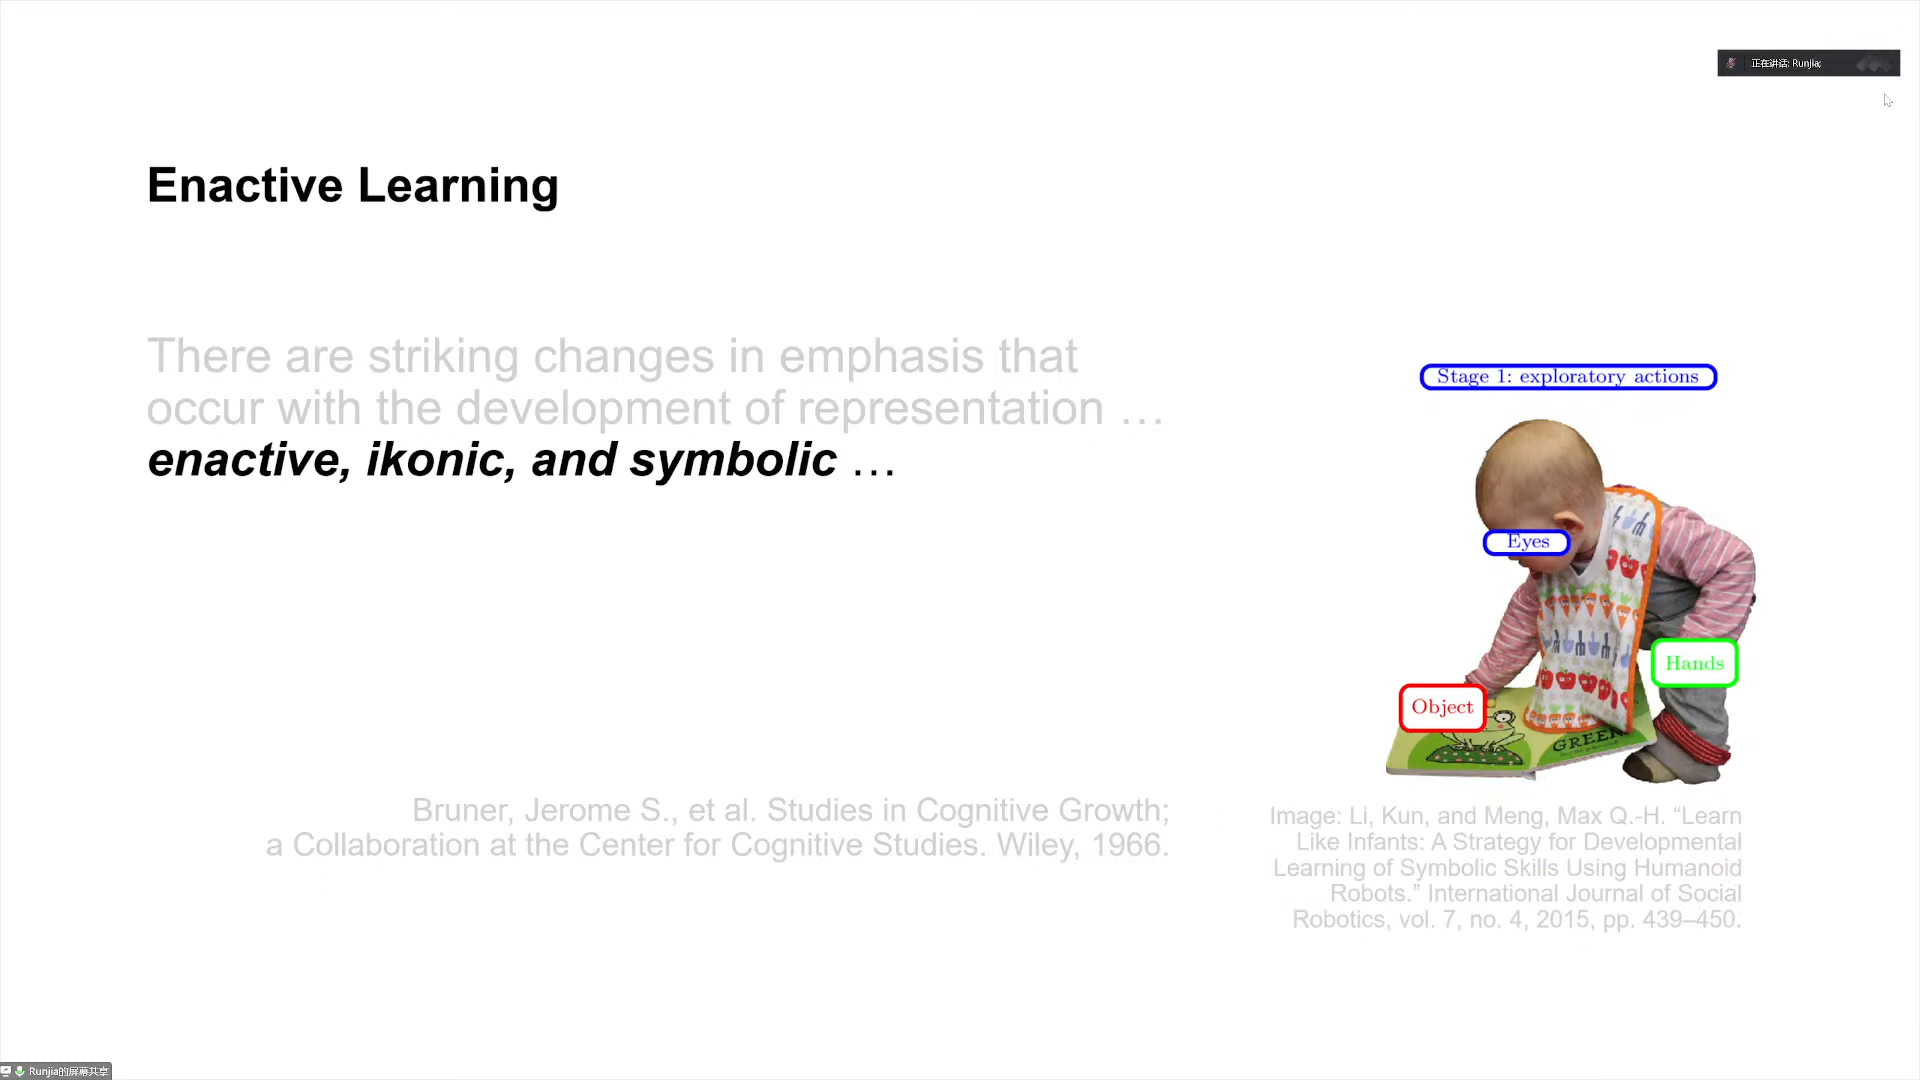 正在讲话: Runjia;
Enactive Learning
There are striking changes in emphasis that
occur with the development of representation …
enactive, ikonic, and symbolic …
Stage 1: exploratory actions
Eyes
Hands
Object
GREEN
Bruner, Jerome S., et al. Studies in Cognitive Growth;
a Collaboration at the Center for Cognitive Studies. Wiley, 1966.
Image: Li, Kun, and Meng, Max Q.-H. “Learn
Like Infants: A Strategy for Developmental
Learning of Symbolic Skills Using Humanoid
Robots.” International Journal of Social
Robotics, vol. 7, no. 4, 2015, pp. 439–450.
Runjia的屏幕共享